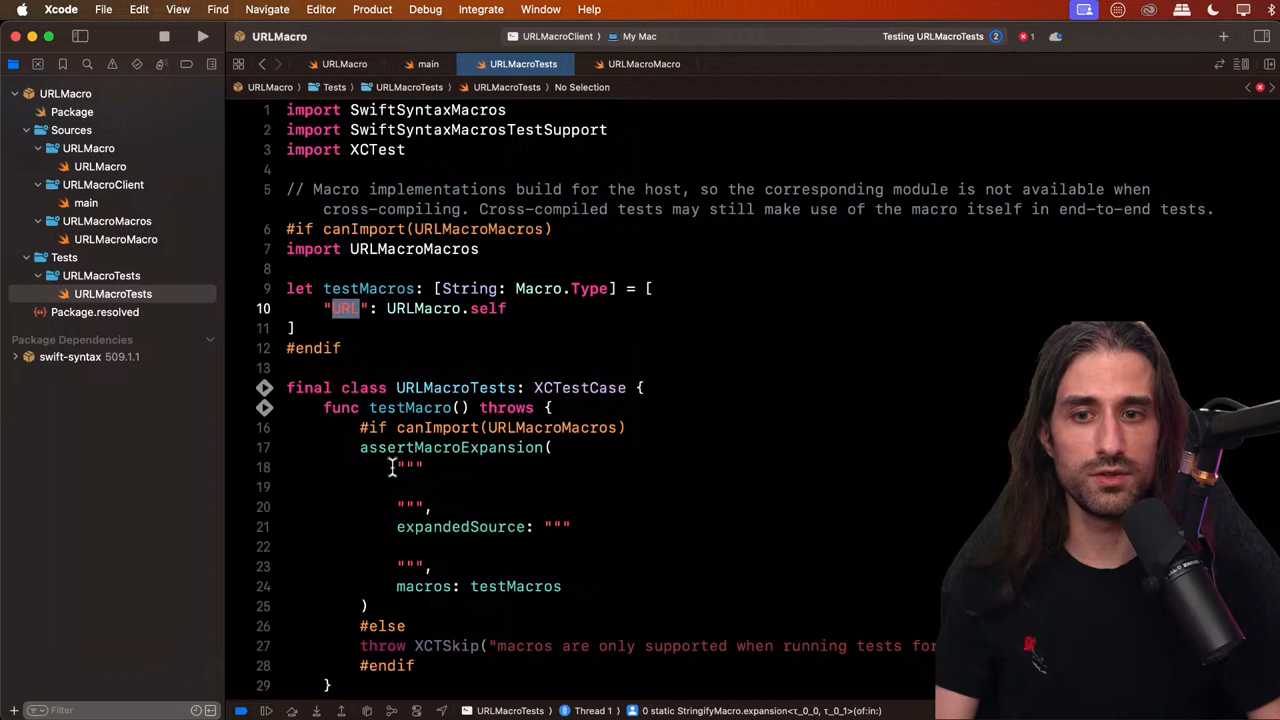 Xcode File Edit View Find Navigate Editor Product Debug Integrate Window Help
URLMacro
URLMacroClient
My Mac
Testing URLMacroTests 2
1
URLMacro
main
URLMacroTests
URLMacroMacro
URLMacro
Package
Sources
URLMacro
URLMacro
URLMacroClient
main
URLMacroMacros
URLMacroMacro
Tests
URLMacroTests
URLMacroTests
Package.resolved
Package Dependencies
swift-syntax 509.1.1
Filter
URLMacro Tests URLMacroTests URLMacroTests No Selection
1 import SwiftSyntaxMacros
2 import SwiftSyntaxMacrosTestSupport
3 import XCTest
4
5 // Macro implementations build for the host, so the corresponding module is not available when
cross-compiling. Cross-compiled tests may still make use of the macro itself in end-to-end tests.
6 #if canImport(URLMacroMacros)
7 import URLMacroMacros
8
9 let testMacros: [String: Macro.Type] = [
10 "URL": URLMacro.self
11 ]
12 #endif
13
final class URLMacroTests: XCTestCase {
func testMacro() throws {
16 #if canImport(URLMacroMacros)
17 assertMacroExpansion(
18 """
19
20 """,
21 expandedSource: """
22
23 """,
24 macros: testMacros
25 )
26 #else
27 throw XCTSkip("macros are only supported when running tests for
28 #endif
29 }
URLMacroTests
Thread 1
0 static StringifyMacro.expansion<τ_0_0, τ_0_1>(of:in:)